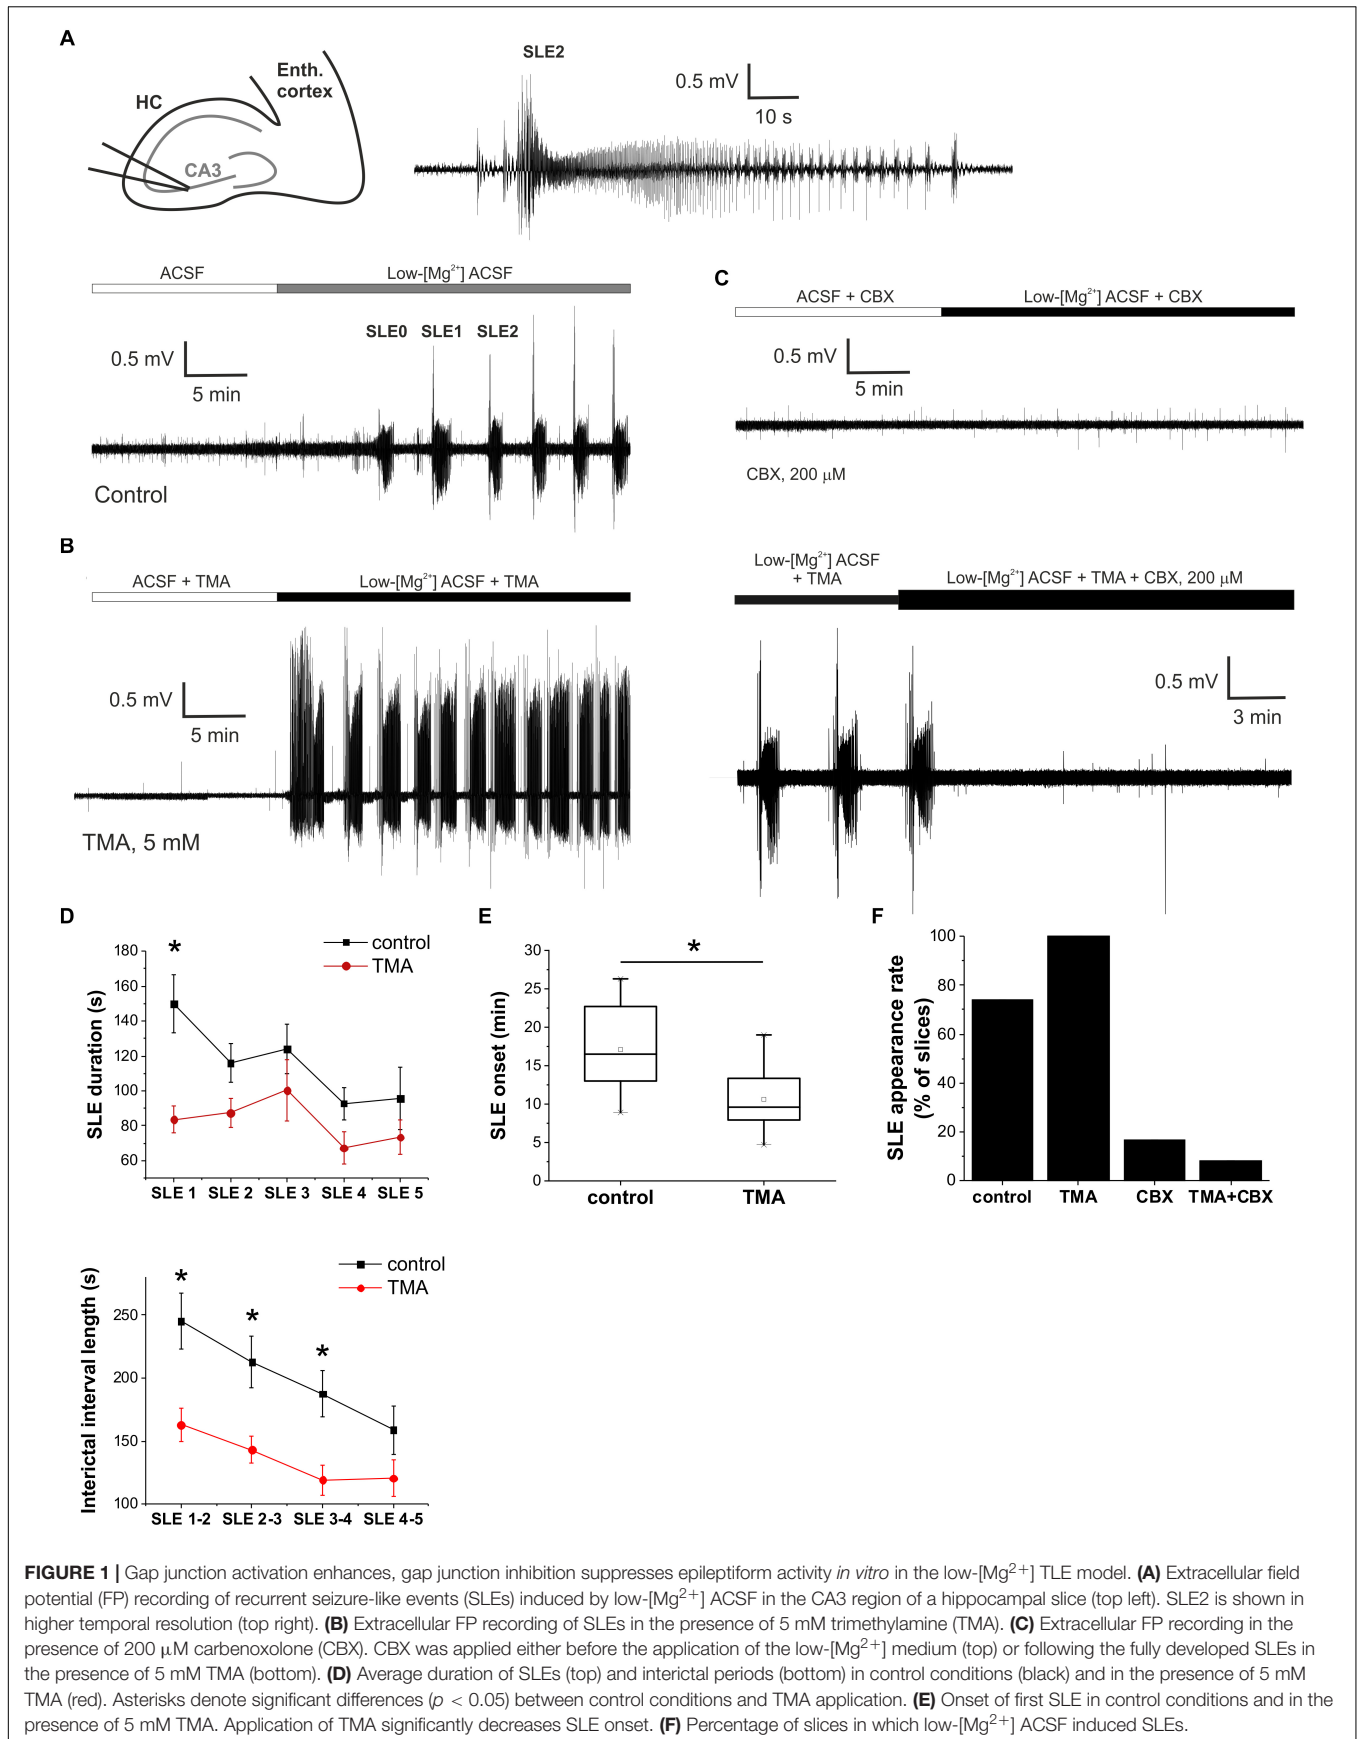 A
HC
Enth.
cortex
CA3
SLE2
0.5 mV
10 s
ACSF
Low-[Mg²⁺] ACSF
SLE0 SLE1 SLE2
0.5 mV
5 min
Control
C
ACSF + CBX
Low-[Mg²⁺] ACSF + CBX
0.5 mV
5 min
CBX, 200 µM
B
ACSF + TMA
Low-[Mg²⁺] ACSF + TMA
0.5 mV
5 min
TMA, 5 mM
Low-[Mg²⁺] ACSF
+ TMA
Low-[Mg²⁺] ACSF + TMA + CBX, 200 µM
0.5 mV
3 min
D
control
TMA
*
SLE duration (s)
180
160
140
120
100
80
60
SLE 1 SLE 2 SLE 3 SLE 4 SLE 5
control
TMA
* * *
Interictal interval length (s)
250
200
150
100
SLE 1-2 SLE 2-3 SLE 3-4 SLE 4-5
E
*
SLE onset (min)
30
25
20
15
10
5
0
control TMA
F
SLE appearance rate
(% of slices)
100
80
60
40
20
0
control TMA CBX TMA+CBX
FIGURE 1 | Gap junction activation enhances, gap junction inhibition suppresses epileptiform activity in vitro in the low-[Mg²⁺] TLE model. (A) Extracellular field
potential (FP) recording of recurrent seizure-like events (SLEs) induced by low-[Mg²⁺] ACSF in the CA3 region of a hippocampal slice (top left). SLE2 is shown in
higher temporal resolution (top right). (B) Extracellular FP recording of SLEs in the presence of 5 mM trimethylamine (TMA). (C) Extracellular FP recording in the
presence of 200 µM carbenoxolone (CBX). CBX was applied either before the application of the low-[Mg²⁺] medium (top) or following the fully developed SLEs in
the presence of 5 mM TMA (bottom). (D) Average duration of SLEs (top) and interictal periods (bottom) in control conditions (black) and in the presence of 5 mM
TMA (red). Asterisks denote significant differences (p < 0.05) between control conditions and TMA application. (E) Onset of first SLE in control conditions and in the
presence of 5 mM TMA. Application of TMA significantly decreases SLE onset. (F) Percentage of slices in which low-[Mg²⁺] ACSF induced SLEs.